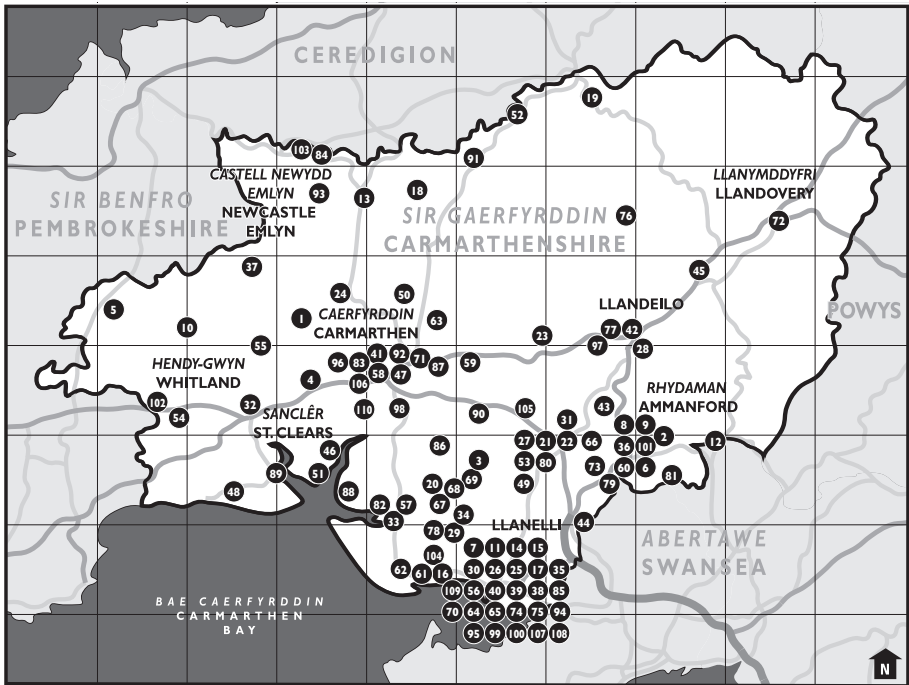 CEREDIGION
19
52
103 84
91
CASTELL NEWYDD
EMLYN
NEWCASTLE
EMLYN
93
13
18
LLANYMDDYFRI
LLANDOVERY
72
SIR BENFRO
PEMBROKESHIRE
SIR GAERFYRDDIN
CARMARTHENSHIRE
76
37
45
24
50
5
1
CAERFYRDDIN
CARMARTHEN
63
LLANDEILO
POWYS
10
23
77 42
55
97 28
HENDY-GWYN
WHITLAND
96 83 41 92 71
58 47 87 59
4
106
RHYDAMAN
AMMANFORD
102
54
32
110 98
90
105
43
31
SANCLÊR
ST.CLEARS
8 9
2
12
46
86
27 21 22 66
36 101
89
51
3
53 80
73 60 6
81
48
88
20 68 69
49
79
82 57
67
33
34
44
78 29
LLANELLI
ABERTAWE
SWANSEA
7 11 14 15
104
62 61 16
30 26 25 17 35
109 56 40 39 38 85
70 64 65 74 75 94
95 99 100 107 108
BAE CAERFYRDDIN
CARMARTHEN
BAY
N